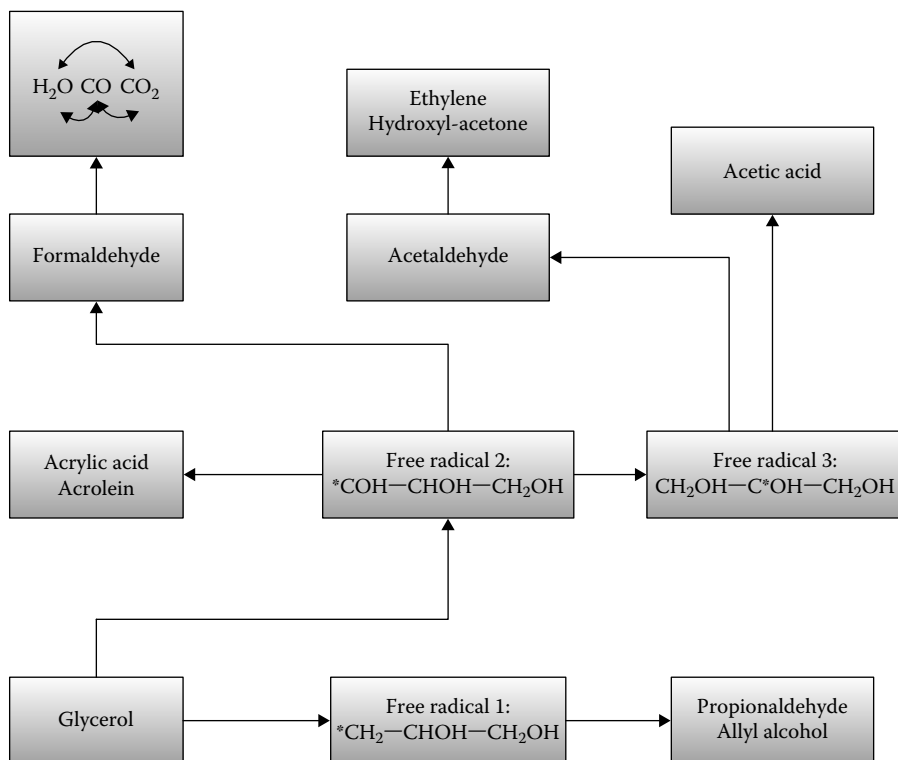 H₂O CO CO₂
Ethylene
Hydroxyl-acetone
Acetic acid
Formaldehyde
Acetaldehyde
Acrylic acid
Acrolein
Free radical 2:
*COH—CHOH—CH₂OH
Free radical 3:
CH₂OH—C*OH—CH₂OH
Glycerol
Free radical 1:
*CH₂—CHOH—CH₂OH
Propionaldehyde
Allyl alcohol